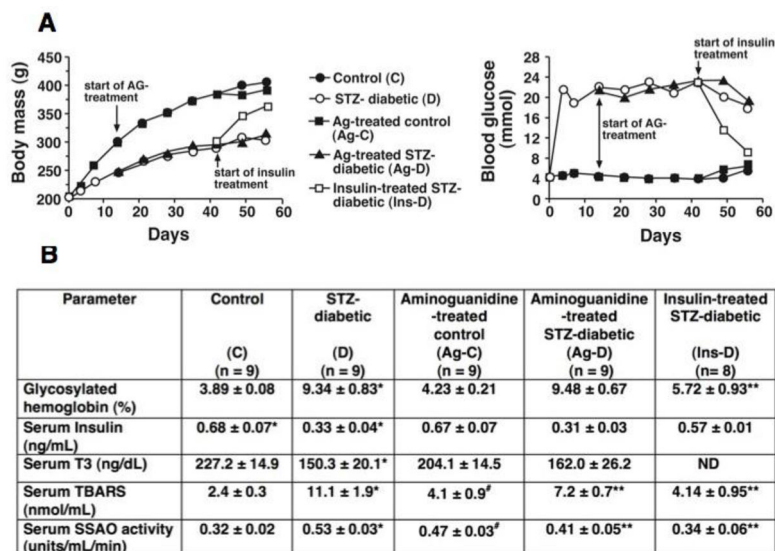 A
Body mass (g)
450
400
350
300
250
200
0 10 20 30 40 50 60
Days
start of AG-
treatment
start of insulin
treatment
Control (C)
STZ- diabetic (D)
Ag-treated control
(Ag-C)
Ag-treated STZ-
diabetic (Ag-D)
Insulin-treated STZ-
diabetic (Ins-D)
Blood glucose
(mmol)
28
24
20
16
12
8
4
0
0 10 20 30 40 50 60
Days
start of insulin
treatment
start of AG-
treatment
B
Parameter
Control
(C)
(n = 9)
STZ-
diabetic
(D)
(n = 9)
Aminoguanidine
-treated
control
(Ag-C)
(n = 9)
Aminoguanidine
-treated
STZ-diabetic
(Ag-D)
(n = 9)
Insulin-treated
STZ-diabetic
(Ins-D)
(n= 8)
Glycosylated
hemoglobin (%)
3.89 ± 0.08 9.34 ± 0.83* 4.23 ± 0.21 9.48 ± 0.67 5.72 ± 0.93**
Serum Insulin
(ng/mL)
0.68 ± 0.07* 0.33 ± 0.04* 0.67 ± 0.07 0.31 ± 0.03 0.57 ± 0.01
Serum T3 (ng/dL) 227.2 ± 14.9 150.3 ± 20.1* 204.1 ± 14.5 162.0 ± 26.2 ND
Serum TBARS
(nmol/mL)
2.4 ± 0.3 11.1 ± 1.9* 4.1 ± 0.9# 7.2 ± 0.7** 4.14 ± 0.95**
Serum SSAO activity
(units/mL/min)
0.32 ± 0.02 0.53 ± 0.03* 0.47 ± 0.03# 0.41 ± 0.05** 0.34 ± 0.06**